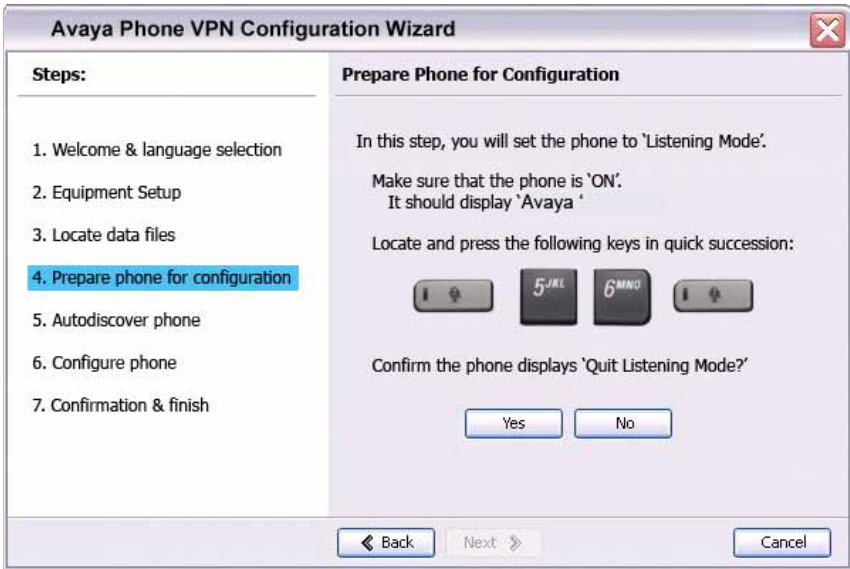 Avaya Phone VPN Configuration Wizard
Steps:
1. Welcome & language selection
2. Equipment Setup
3. Locate data files
4. Prepare phone for configuration
5. Autodiscover phone
6. Configure phone
7. Confirmation & finish
Prepare Phone for Configuration
In this step, you will set the phone to ‘Listening Mode’.
Make sure that the phone is ‘ON’.
It should display ‘Avaya ‘
Locate and press the following keys in quick succession:
5JKL 6MNO
Confirm the phone displays ‘Quit Listening Mode?’
Yes No
Back Next Cancel